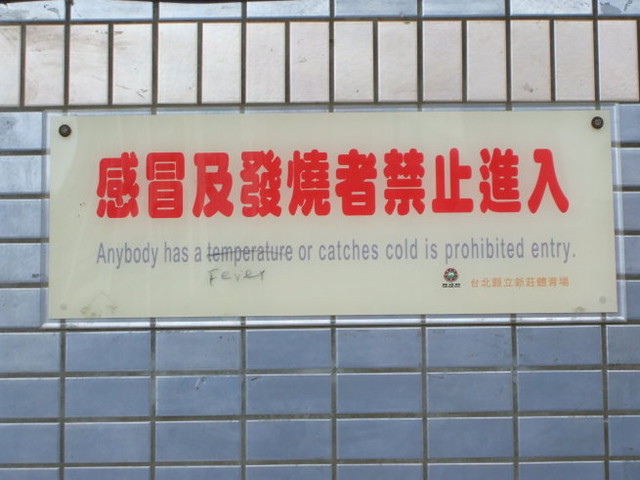 感冒及發燒者禁止進入
Anybody has a temperature or catches cold is prohibited entry.
Fever
台北縣立新莊體育場